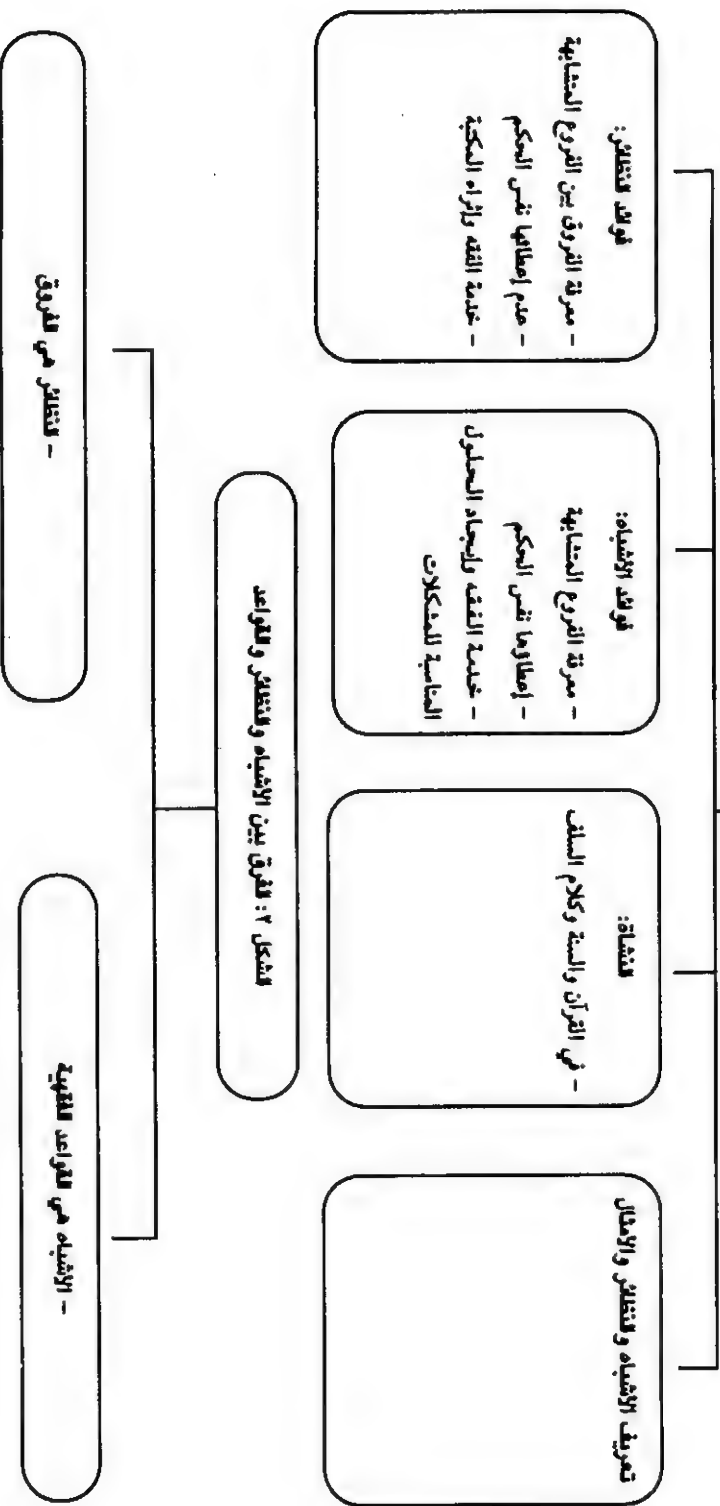 تعريف الأشباه والنظائر والأمثال
النشأة:
- في القرآن والسنة وكلام السلف
فوائد الأشباه:
- معرفة الفروع المتشابهة
- إعطاؤها نفس الحكم
- خدمة الفقه وإيجاد الحلول
المناسبة للمشكلات
فوائد النظائر:
- معرفة الفروق بين الفروع المتشابهة
- عدم إعطائها نفس الحكم
- خدمة الفقه وإثراء المكتبة
الشكل ٢: الفرق بين الأشباه والنظائر والقواعد
- الأشباه هي القواعد الفقهية
- النظائر هي الفروق